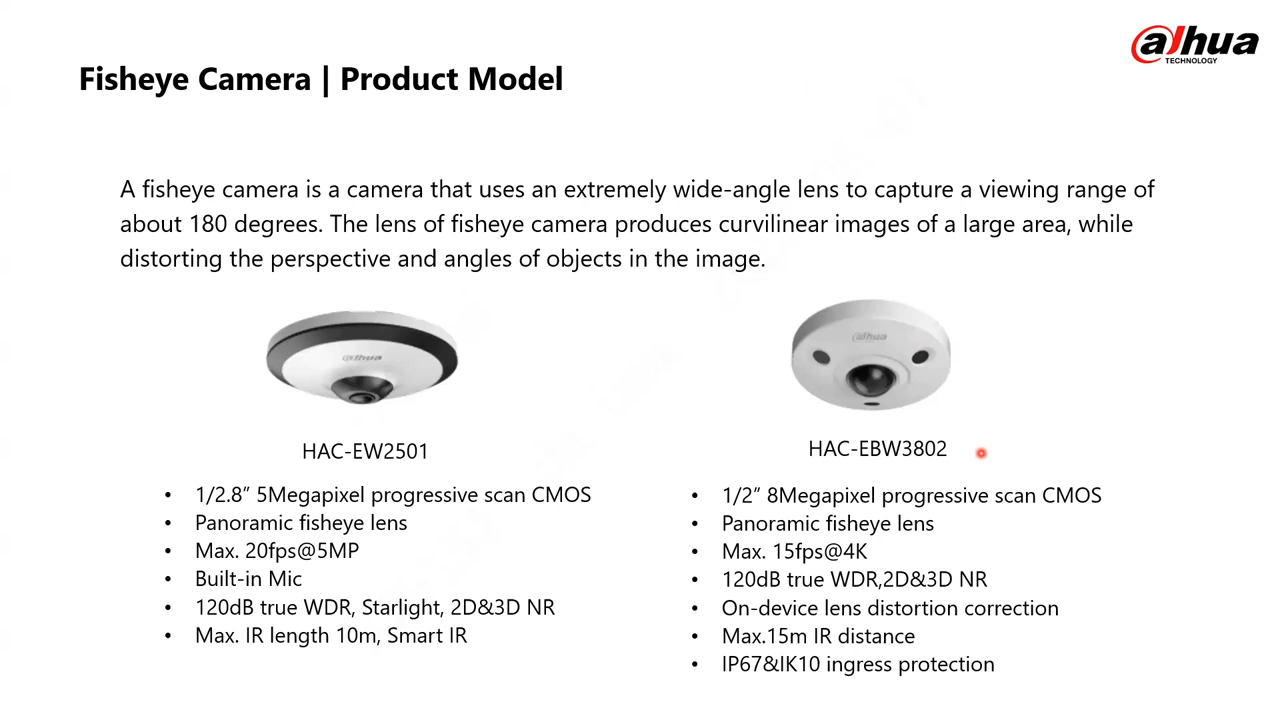 alhua
TECHNOLOGY
Fisheye Camera | Product Model
A fisheye camera is a camera that uses an extremely wide-angle lens to capture a viewing range of
about 180 degrees. The lens of fisheye camera produces curvilinear images of a large area, while
distorting the perspective and angles of objects in the image.
alhua
alhua
HAC-EW2501
• 1/2.8” 5Megapixel progressive scan CMOS
• Panoramic fisheye lens
• Max. 20fps@5MP
• Built-in Mic
• 120dB true WDR, Starlight, 2D&3D NR
• Max. IR length 10m, Smart IR
HAC-EBW3802
• 1/2” 8Megapixel progressive scan CMOS
• Panoramic fisheye lens
• Max. 15fps@4K
• 120dB true WDR,2D&3D NR
• On-device lens distortion correction
• Max.15m IR distance
• IP67&IK10 ingress protection